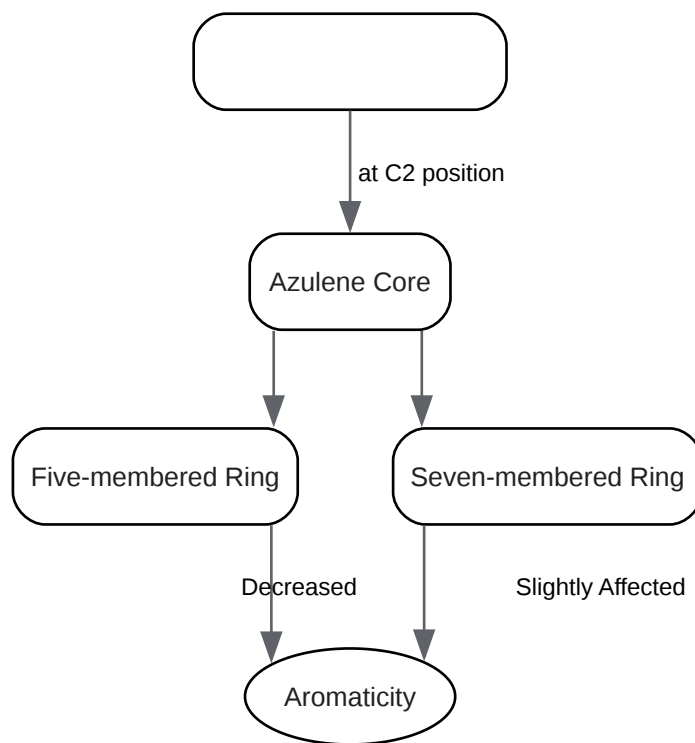 at C2 position
Azulene Core
Five-membered Ring
Seven-membered Ring
Decreased
Slightly Affected
Aromaticity